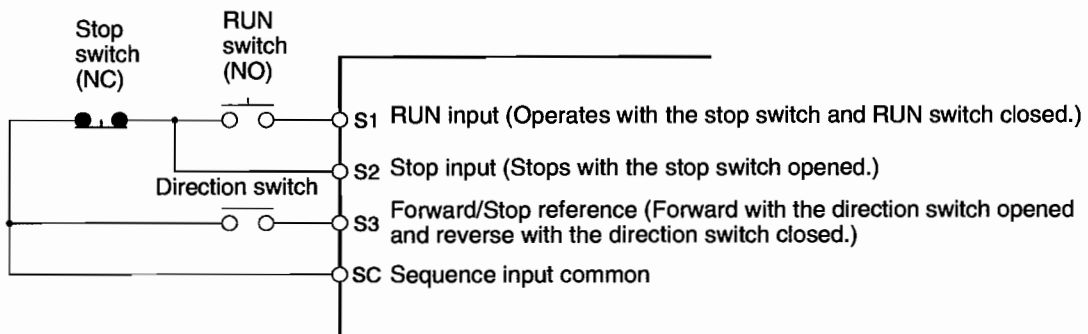 Stop
switch
(NC)
RUN
switch
(NO)
S1 RUN input (Operates with the stop switch and RUN switch closed.)
S2 Stop input (Stops with the stop switch opened.)
Direction switch
S3 Forward/Stop reference (Forward with the direction switch opened
and reverse with the direction switch closed.)
SC Sequence input common